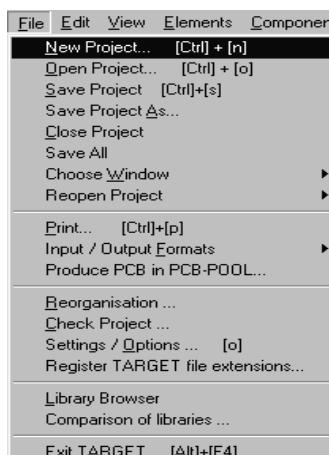 File Edit View Elements Componen
New Project... [Ctrl] + [n]
Open Project... [Ctrl] + [o]
Save Project [Ctrl]+[s]
Save Project As...
Close Project
Save All
Choose Window
Reopen Project
Print... [Ctrl]+[p]
Input / Output Formats
Produce PCB in PCB-POOL...
Reorganisation ...
Check Project ...
Settings / Options ... [o]
Register TARGET file extensions...
Library Browser
Comparison of libraries ...
Exit TARGET [Alt]+[F4]